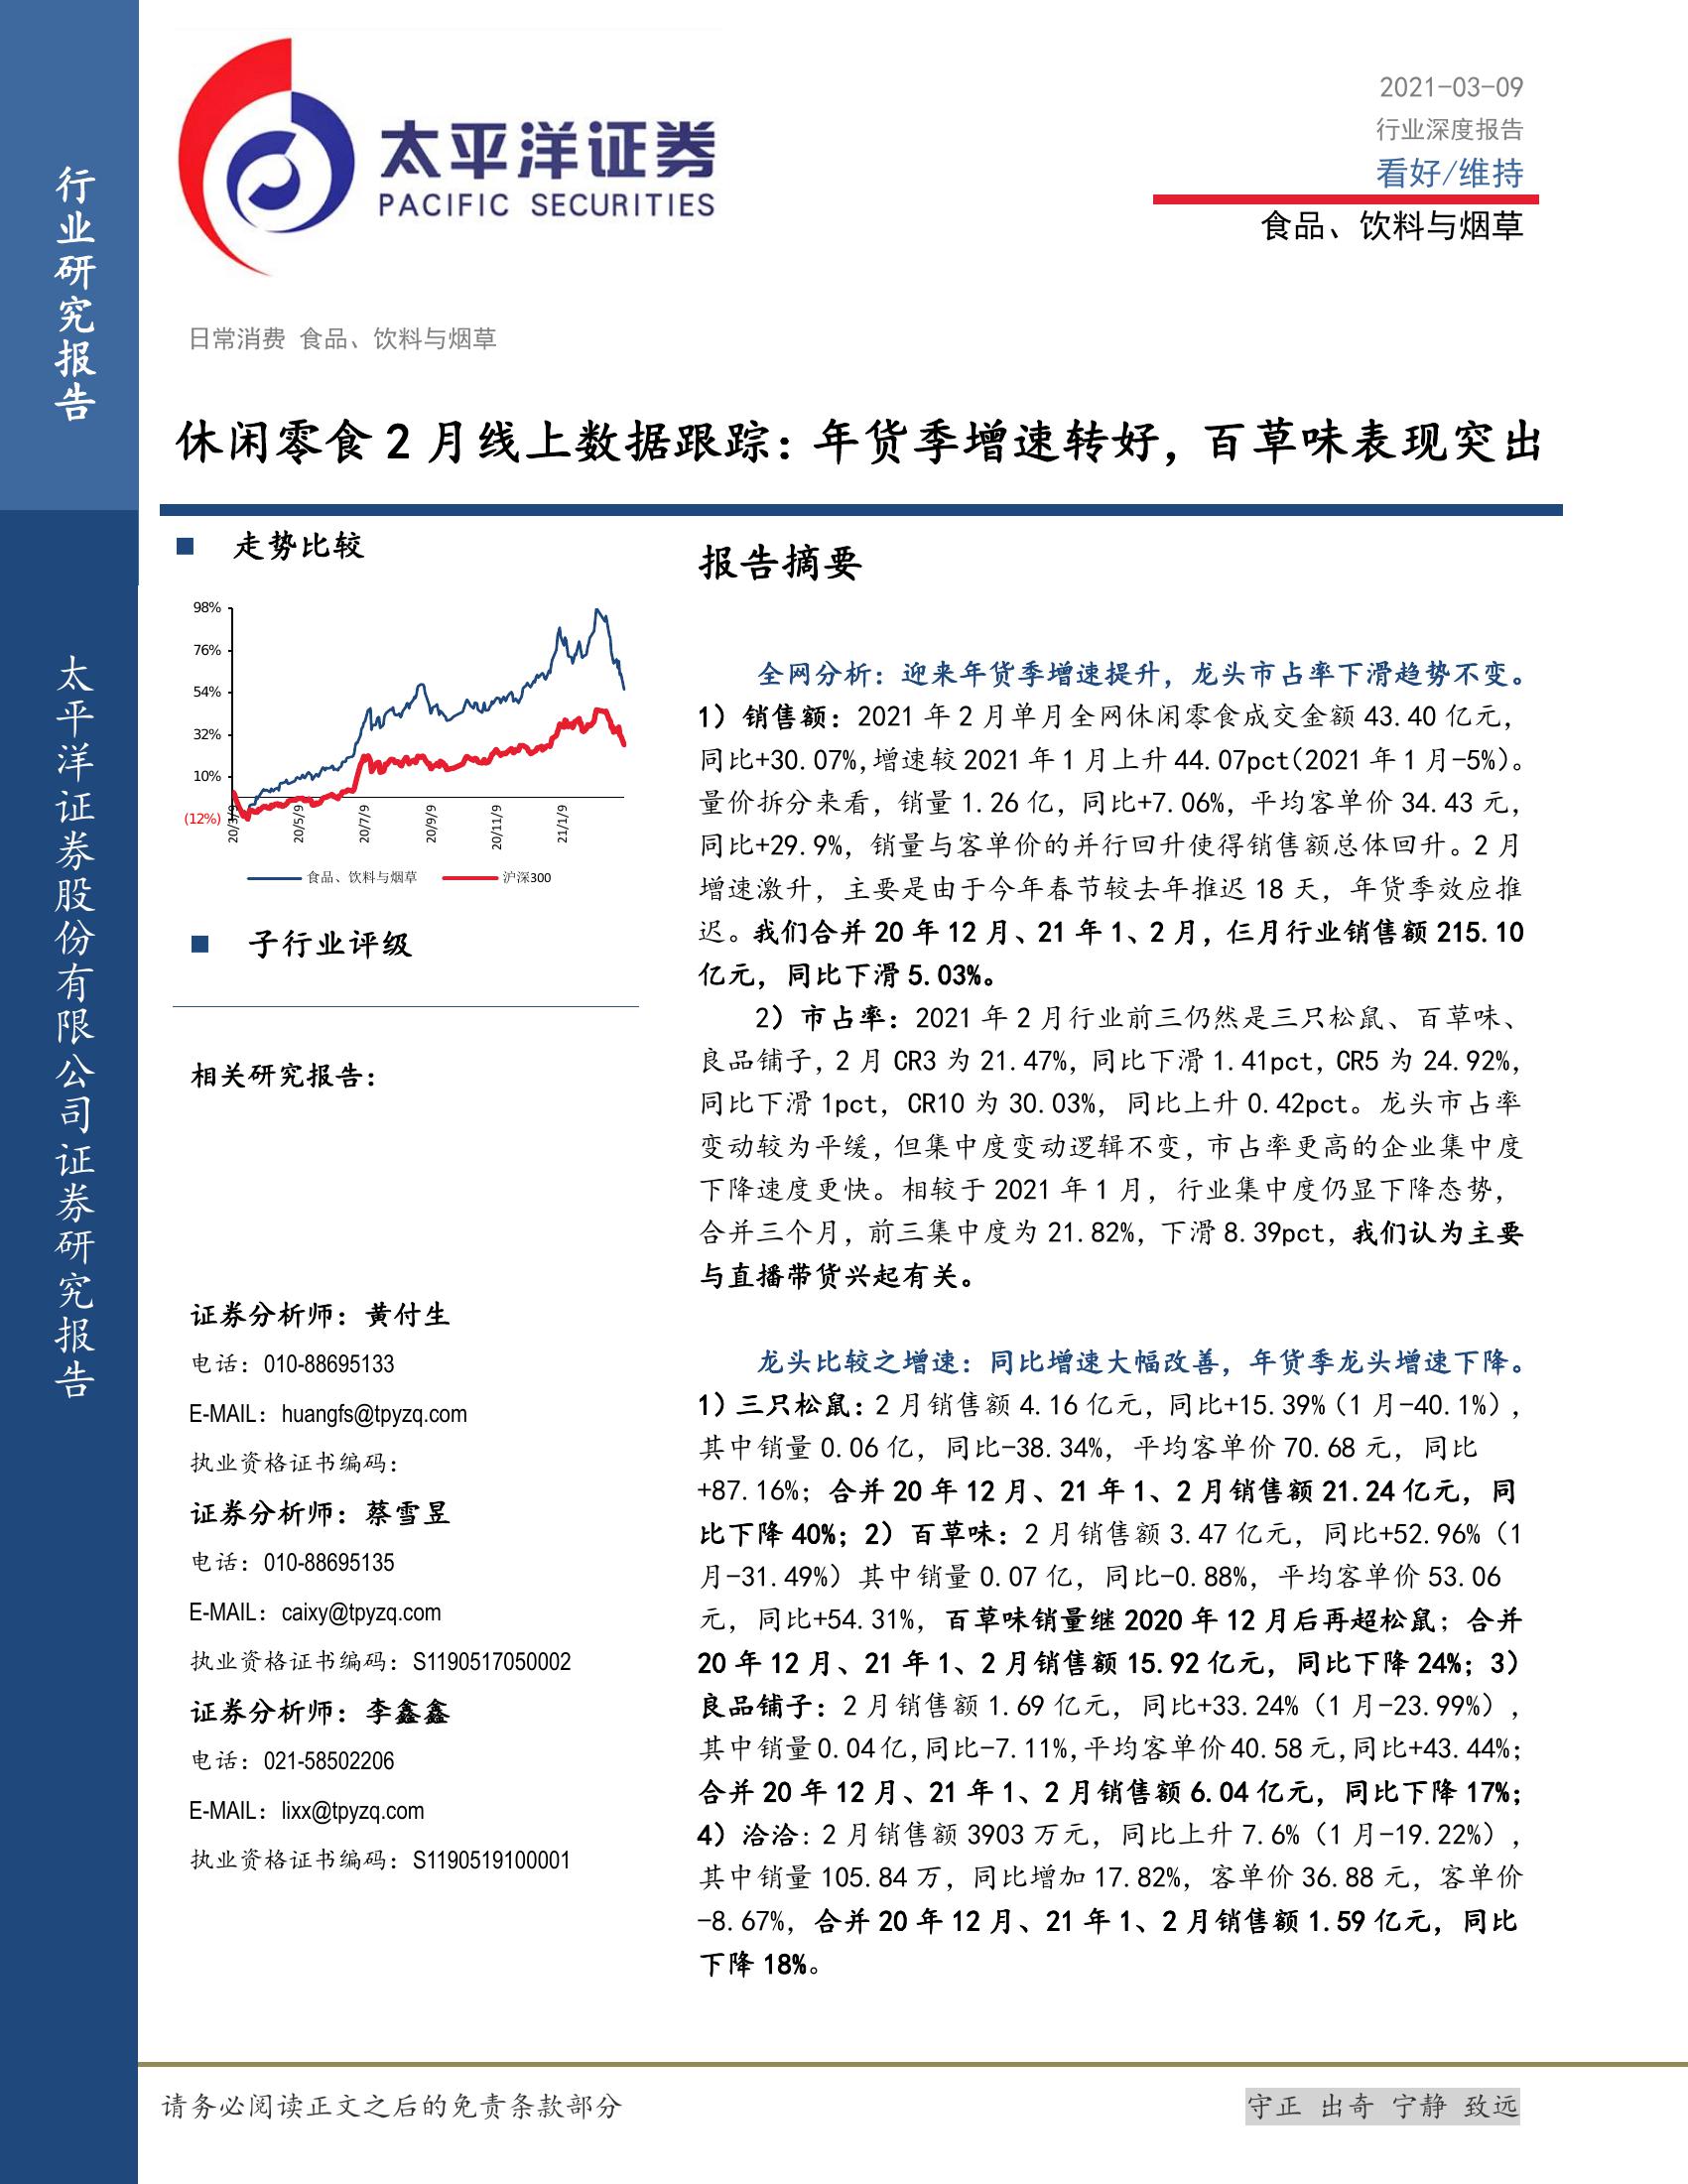 行业研究报告
太平洋证券股份有限公司证券研究报告
太平洋证券
PACIFIC SECURITIES
2021-03-09
行业深度报告
看好/维持
食品、饮料与烟草
日常消费 食品、饮料与烟草
休闲零食 2 月线上数据跟踪：年货季增速转好，百草味表现突出
■ 走势比较
98%
76%
54%
32%
10%
(12%)
20/3/9
20/5/9
20/7/9
20/9/9
20/11/9
21/1/9
食品、饮料与烟草
沪深300
■ 子行业评级
相关研究报告：
证券分析师：黄付生
电话：010-88695133
E-MAIL：huangfs@tpyzq.com
执业资格证书编码：
证券分析师：蔡雪昱
电话：010-88695135
E-MAIL：caixy@tpyzq.com
执业资格证书编码：S1190517050002
证券分析师：李鑫鑫
电话：021-58502206
E-MAIL：lixx@tpyzq.com
执业资格证书编码：S1190519100001
报告摘要
全网分析：迎来年货季增速提升，龙头市占率下滑趋势不变。
1）销售额：2021 年 2 月单月全网休闲零食成交金额 43.40 亿元，
同比+30.07%,增速较 2021 年 1 月上升 44.07pct(2021 年 1 月-5%)。
量价拆分来看，销量 1.26 亿，同比+7.06%，平均客单价 34.43 元，
同比+29.9%，销量与客单价的并行回升使得销售额总体回升。2 月
增速激升，主要是由于今年春节较去年推迟 18 天，年货季效应推
迟。我们合并 20 年 12 月、21 年 1、2 月，仨月行业销售额 215.10
亿元，同比下滑 5.03%。
2）市占率：2021 年 2 月行业前三仍然是三只松鼠、百草味、
良品铺子，2 月 CR3 为 21.47%，同比下滑 1.41pct，CR5 为 24.92%，
同比下滑 1pct，CR10 为 30.03%，同比上升 0.42pct。龙头市占率
变动较为平缓，但集中度变动逻辑不变，市占率更高的企业集中度
下降速度更快。相较于 2021 年 1 月，行业集中度仍显下降态势，
合并三个月，前三集中度为 21.82%，下滑 8.39pct，我们认为主要
与直播带货兴起有关。
龙头比较之增速：同比增速大幅改善，年货季龙头增速下降。
1）三只松鼠：2 月销售额 4.16 亿元，同比+15.39%（1 月-40.1%），
其中销量 0.06 亿，同比-38.34%，平均客单价 70.68 元，同比
+87.16%；合并 20 年 12 月、21 年 1、2 月销售额 21.24 亿元，同
比下降 40%；2）百草味：2 月销售额 3.47 亿元，同比+52.96%（1
月-31.49%）其中销量 0.07 亿，同比-0.88%，平均客单价 53.06
元，同比+54.31%，百草味销量继 2020 年 12 月后再超松鼠；合并
20 年 12 月、21 年 1、2 月销售额 15.92 亿元，同比下降 24%；3）
良品铺子：2 月销售额 1.69 亿元，同比+33.24%（1 月-23.99%），
其中销量 0.04 亿,同比-7.11%,平均客单价 40.58 元,同比+43.44%；
合并 20 年 12 月、21 年 1、2 月销售额 6.04 亿元，同比下降 17%；
4）洽洽：2 月销售额 3903 万元，同比上升 7.6%（1 月-19.22%），
其中销量 105.84 万，同比增加 17.82%，客单价 36.88 元，客单价
-8.67%，合并 20 年 12 月、21 年 1、2 月销售额 1.59 亿元，同比
下降 18%。
请务必阅读正文之后的免责条款部分
守正 出奇 宁静 致远